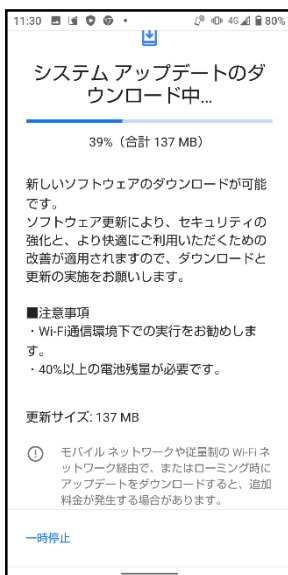 11:30 4G 80%
システム アップデートのダ
ウンロード中...
39%（合計 137 MB）
新しいソフトウェアのダウンロードが可能
です。
ソフトウェア更新により、セキュリティの
強化と、より快適にご利用いただくための
改善が適用されますので、ダウンロードと
更新の実施をお願いします。
■注意事項
・Wi-Fi通信環境下での実行をお勧めしま
す。
・40%以上の電池残量が必要です。
更新サイズ: 137 MB
モバイル ネットワークや従量制の Wi-Fi ネ
ットワーク経由で、またはローミング時に
アップデートをダウンロードすると、追加
料金が発生する場合があります。
一時停止